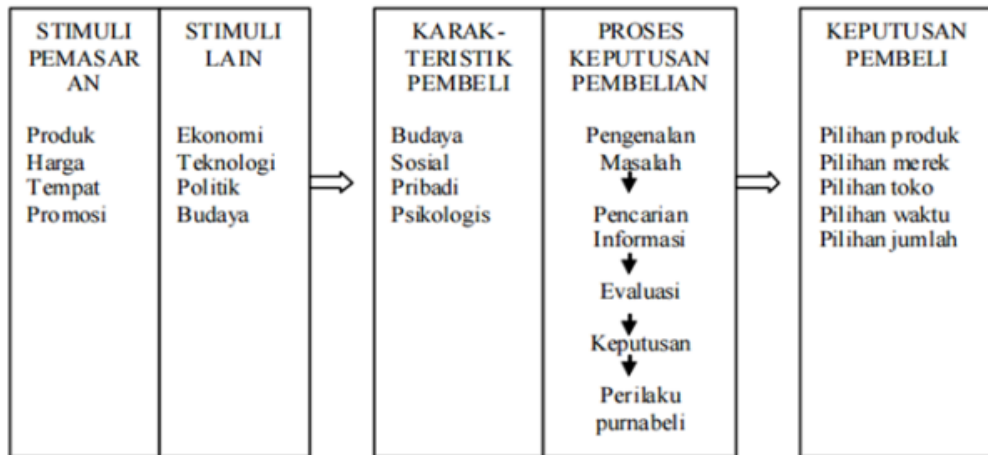 STIMULI
PEMASAR
AN
Produk
Harga
Tempat
Promosi
STIMULI
LAIN
Ekonomi
Teknologi
Politik
Budaya
KARAK-
TERISTIK
PEMBELI
Budaya
Sosial
Pribadi
Psikologis
PROSES
KEPUTUSAN
PEMBELIAN
Pengenalan
Masalah
Pencarian
Informasi
Evaluasi
Keputusan
Perilaku
purnabeli
KEPUTUSAN
PEMBELI
Pilihan produk
Pilihan merek
Pilihan toko
Pilihan waktu
Pilihan jumlah